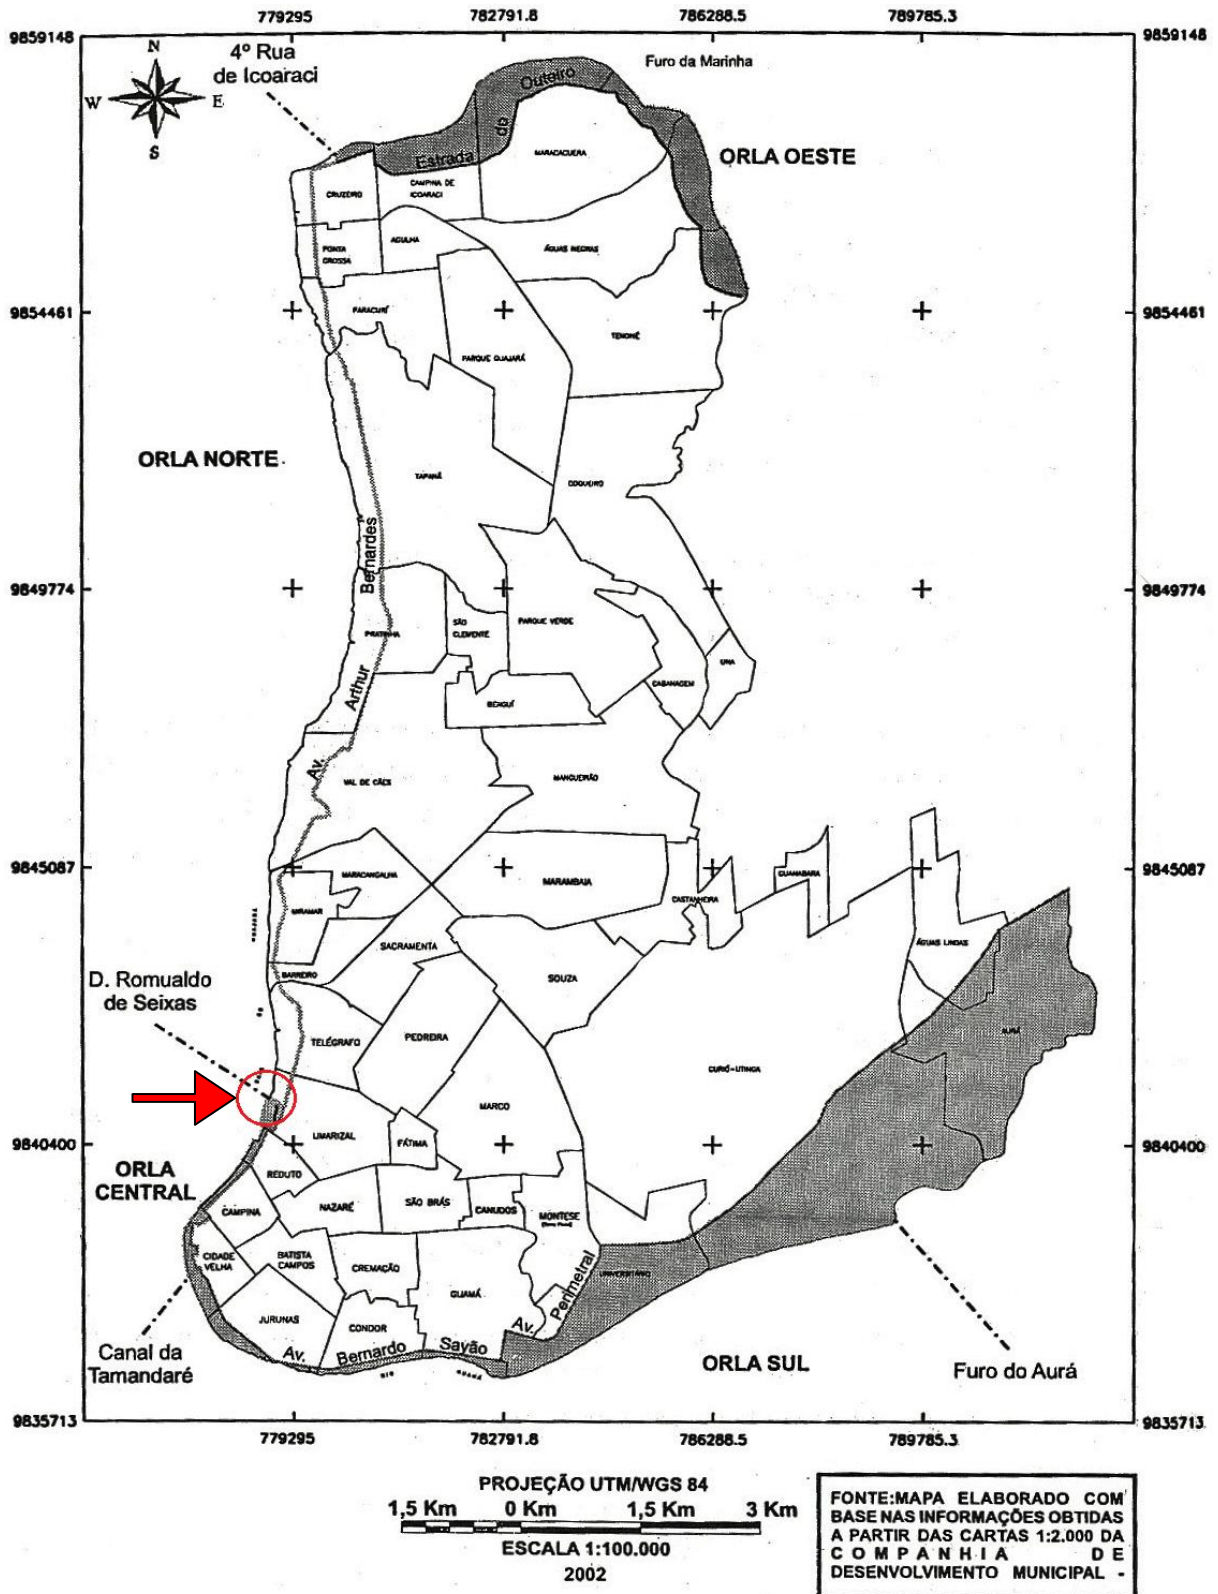 779295 782791.8 786288.5 789785.3
9859148 9859148
N
W E
S
4º Rua
de Icoaraci
Furo da Marinha
Estrada do Outeiro
ORLA OESTE
MARACACUERA
CRUZEIRO
CAMPINA DE
ICOARACI
PONTA
GROSSA
AGULHA
ÁGUAS NEGRAS
9854461 9854461
PARACURÍ
TENONÉ
PARQUE GUAJARÁ
ORLA NORTE
TAPANÃ
COQUEIRO
Av. Arthur Bernardes
9849774 9849774
PRATINHA
SÃO
CLEMENTE
PARQUE VERDE
UNA
CABANAGEM
BENGUÍ
VAL DE CÃES
MANGUEIRÃO
9845087 9845087
MARACANGALHA
MARAMBAIA
GUANABARA
CASTANHEIRA
MIRAMAR
SACRAMENTA
ÁGUAS LINDAS
BARREIRO
SOUZA
D. Romualdo
de Seixas
TELÉGRAFO
PEDREIRA
AURÁ
CURIÓ-UTINGA
MARCO
9840400 9840400
UMARIZAL
FÁTIMA
ORLA
CENTRAL
REDUTO
CAMPINA
NAZARÉ
SÃO BRÁS
CANUDOS
MONTESE
CIDADE
VELHA
BATISTA
CAMPOS
CREMAÇÃO
UNIVERSITÁRIO
GUAMÁ
Av. Perimetral
JURUNAS
CONDOR
Av. Bernardo Sayão
Canal da
Tamandaré
RIO GUAMÁ
ORLA SUL
Furo do Aurá
9835713 9835713
779295 782791.8 786288.5 789785.3
PROJEÇÃO UTM/WGS 84
1,5 Km 0 Km 1,5 Km 3 Km
ESCALA 1:100.000
2002
FONTE:MAPA ELABORADO COM
BASE NAS INFORMAÇÕES OBTIDAS
A PARTIR DAS CARTAS 1:2.000 DA
COMPANHIA DE
DESENVOLVIMENTO MUNICIPAL -